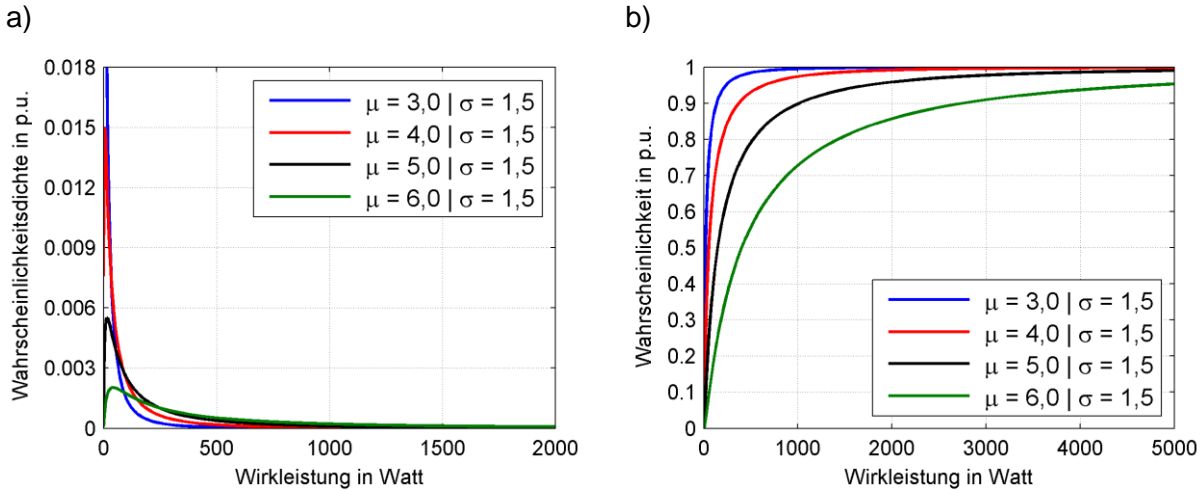 a)
Wahrscheinlichkeitsdichte in p.u.
0.018
0.015
0.012
0.009
0.006
0.003
0
μ = 3,0 | σ = 1,5
μ = 4,0 | σ = 1,5
μ = 5,0 | σ = 1,5
μ = 6,0 | σ = 1,5
0 500 1000 1500 2000
Wirkleistung in Watt
b)
Wahrscheinlichkeit in p.u.
1
0.9
0.8
0.7
0.6
0.5
0.4
0.3
0.2
0.1
0
μ = 3,0 | σ = 1,5
μ = 4,0 | σ = 1,5
μ = 5,0 | σ = 1,5
μ = 6,0 | σ = 1,5
0 1000 2000 3000 4000 5000
Wirkleistung in Watt